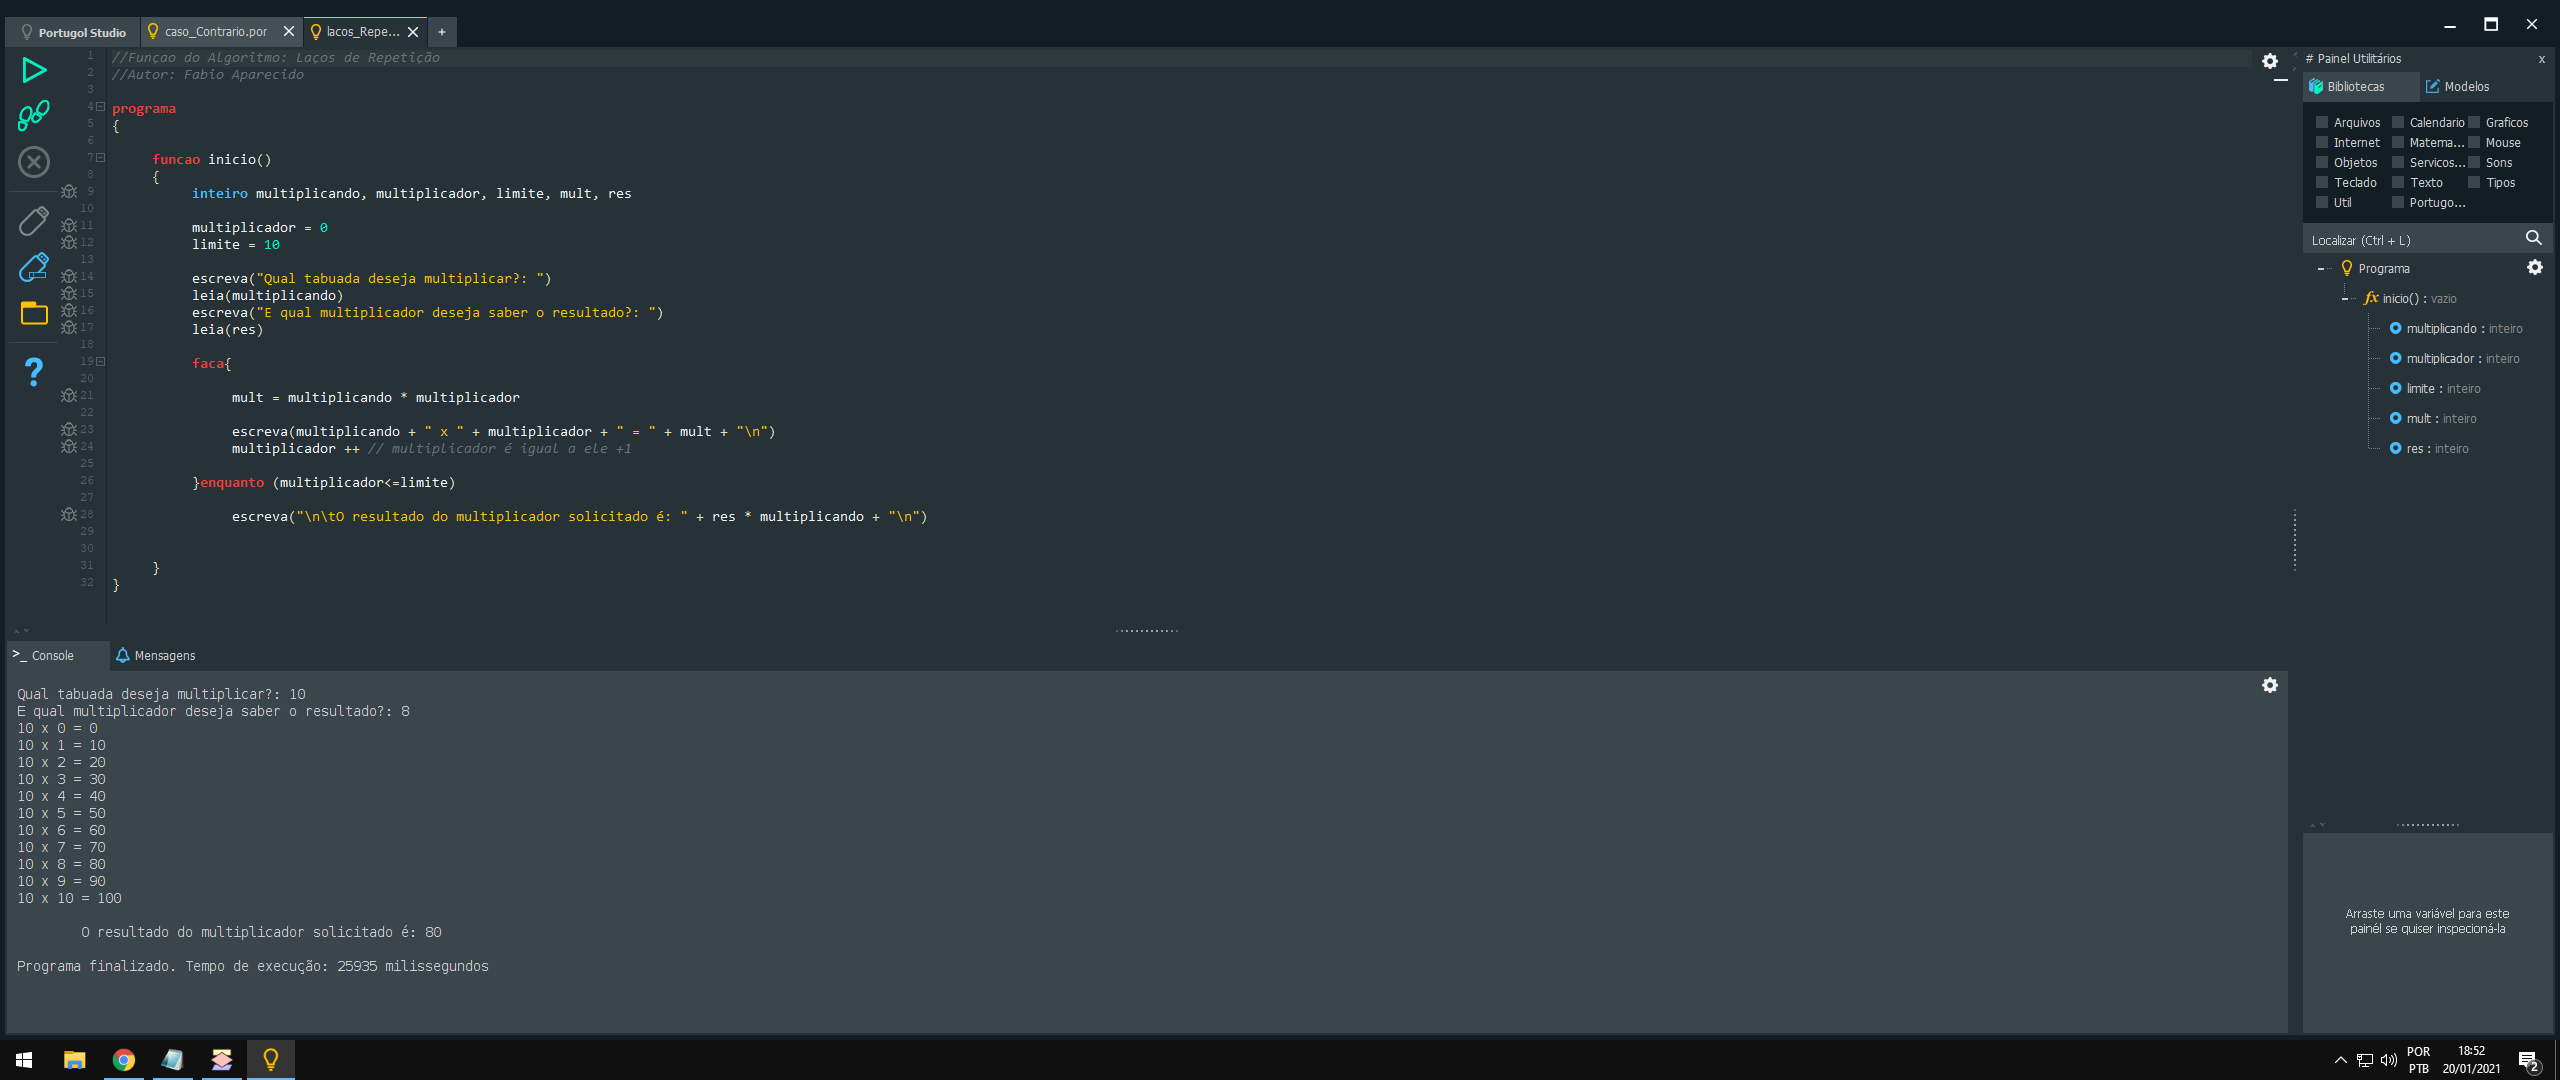 Portugol Studio
caso_Contrario.por
lacos_Repe...
+
1 //Funçao do Algoritmo: Laços de Repetição
2 //Autor: Fabio Aparecido
3
4 programa
5 {
6
7 funcao inicio()
8 {
9 inteiro multiplicando, multiplicador, limite, mult, res
10
11 multiplicador = 0
12 limite = 10
13
14 escreva("Qual tabuada deseja multiplicar?: ")
15 leia(multiplicando)
16 escreva("E qual multiplicador deseja saber o resultado?: ")
17 leia(res)
18
19 faca{
20
21 mult = multiplicando * multiplicador
22
23 escreva(multiplicando + " x " + multiplicador + " = " + mult + "\n")
24 multiplicador ++ // multiplicador é igual a ele +1
25
26 }enquanto (multiplicador<=limite)
27
28 escreva("\n\tO resultado do multiplicador solicitado é: " + res * multiplicando + "\n")
29
30
31 }
32 }
>_ Console
Mensagens
Qual tabuada deseja multiplicar?: 10
E qual multiplicador deseja saber o resultado?: 8
10 x 0 = 0
10 x 1 = 10
10 x 2 = 20
10 x 3 = 30
10 x 4 = 40
10 x 5 = 50
10 x 6 = 60
10 x 7 = 70
10 x 8 = 80
10 x 9 = 90
10 x 10 = 100
O resultado do multiplicador solicitado é: 80
Programa finalizado. Tempo de execução: 25935 milissegundos
# Painel Utilitários x
Bibliotecas
Modelos
Arquivos Calendario Graficos
Internet Matema... Mouse
Objetos Servicos... Sons
Teclado Texto Tipos
Util Portugo...
Localizar (Ctrl + L)
Programa
fx inicio() : vazio
multiplicando : inteiro
multiplicador : inteiro
limite : inteiro
mult : inteiro
res : inteiro
Arraste uma variável para este
painél se quiser inspecioná-la
POR
PTB
18:52
20/01/2021
2